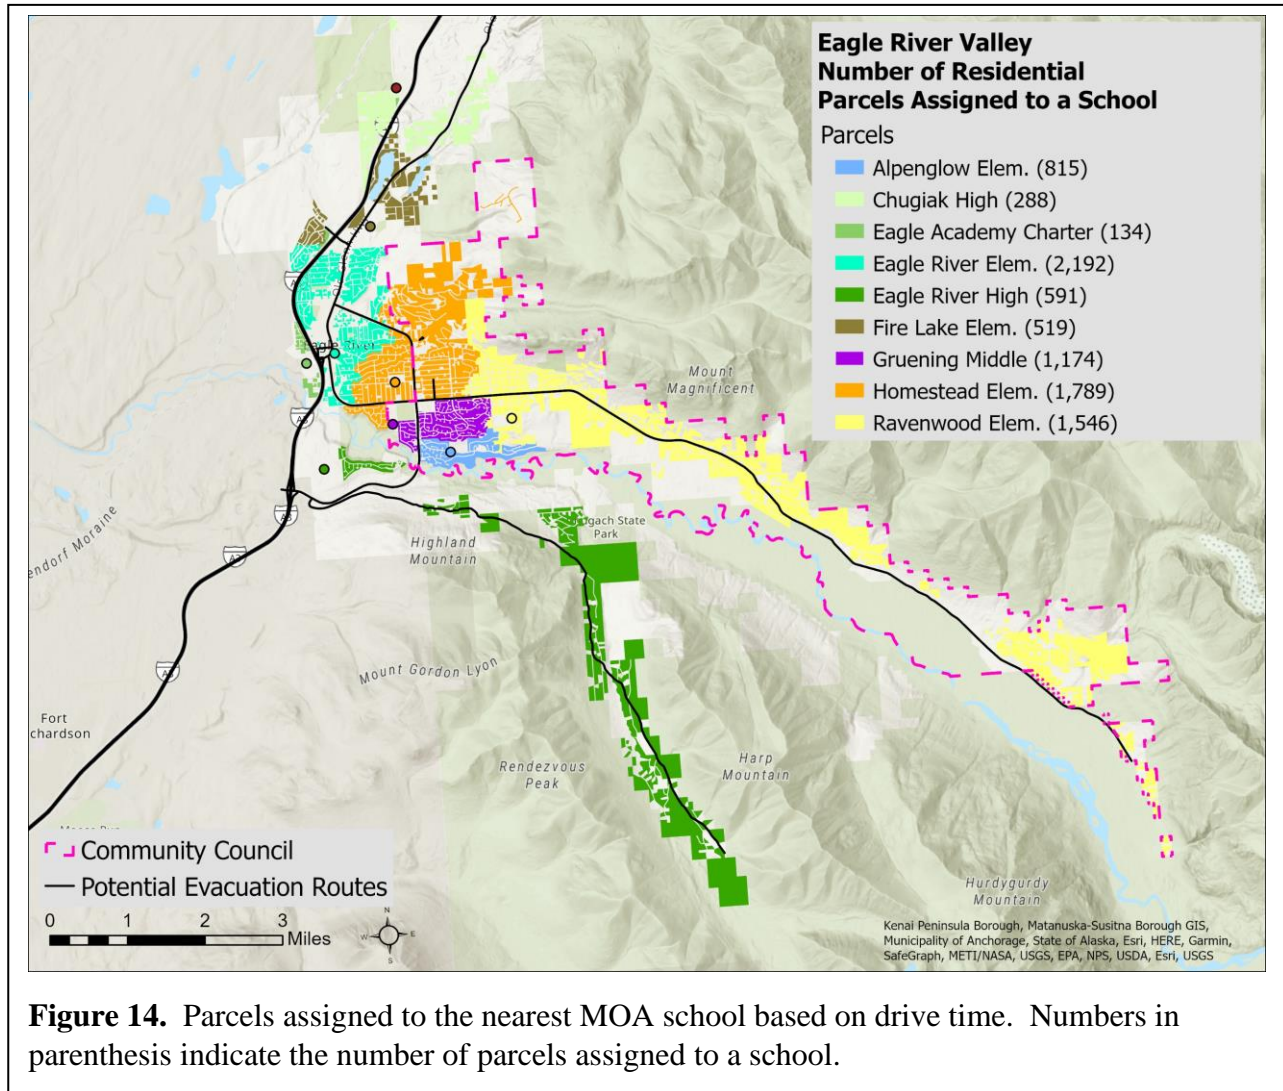 Eagle River Valley
Number of Residential
Parcels Assigned to a School
Parcels
Alpenglow Elem. (815)
Chugiak High (288)
Eagle Academy Charter (134)
Eagle River Elem. (2,192)
Eagle River High (591)
Fire Lake Elem. (519)
Gruening Middle (1,174)
Homestead Elem. (1,789)
Ravenwood Elem. (1,546)
Mount
Magnificent
State
Park
Highland
Mountain
endorf Moraine
Mount Gordon Lyon
Fort
chardson
Rendezvous
Peak
Harp
Mountain
Hurdygurdy
Mountain
Community Council
Potential Evacuation Routes
0 1 2 3
Miles
N
W E
S
Kenai Peninsula Borough, Matanuska-Susitna Borough GIS,
Municipality of Anchorage, State of Alaska, Esri, HERE, Garmin,
SafeGraph, METI/NASA, USGS, EPA, NPS, USDA, Esri, USGS
Figure 14. Parcels assigned to the nearest MOA school based on drive time. Numbers in
parenthesis indicate the number of parcels assigned to a school.